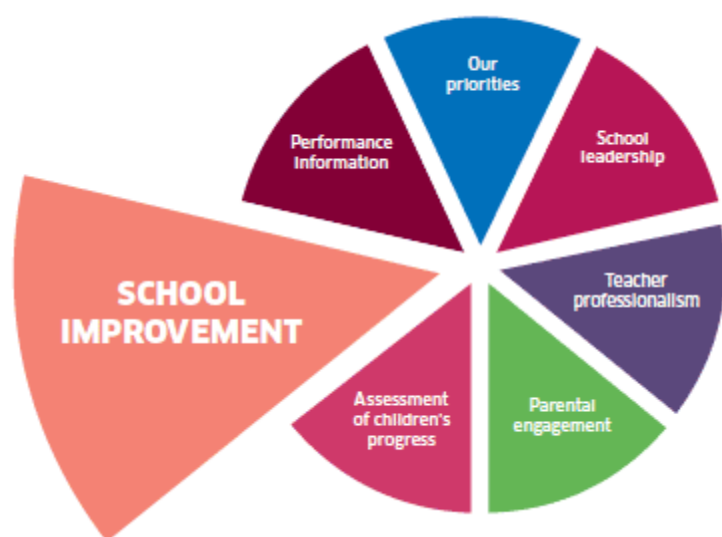 Our
priorities
School
leadership
Teacher
professionalism
Parental
engagement
Assessment
of children's
progress
SCHOOL
IMPROVEMENT
Performance
information